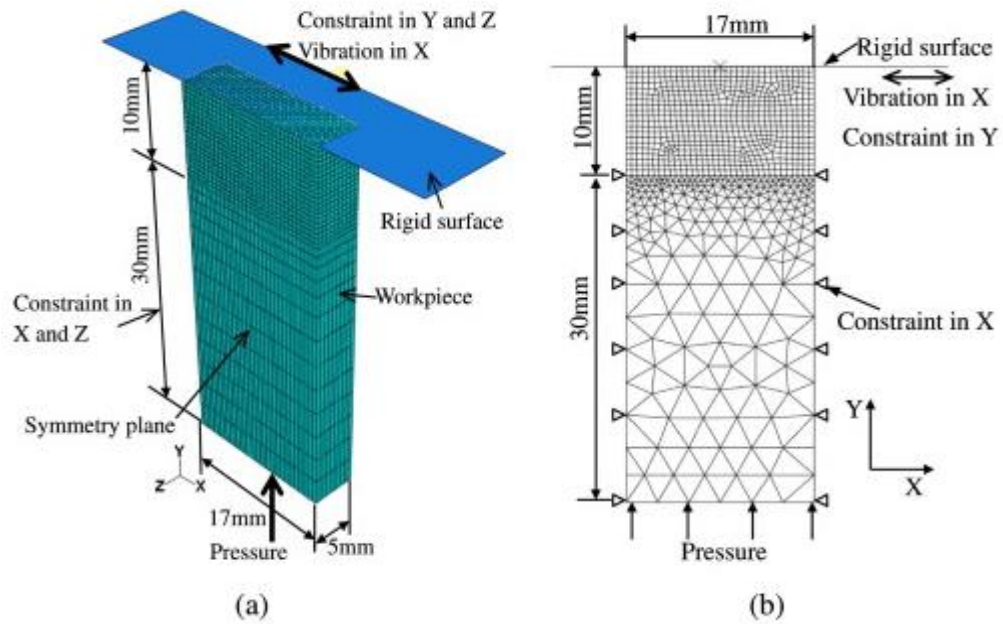 Constraint in Y and Z
Vibration in X
10mm
30mm
Rigid surface
Workpiece
Constraint in
X and Z
Symmetry plane
Y
Z
X
17mm
5mm
Pressure
(a)
17mm
Rigid surface
10mm
Vibration in X
Constraint in Y
30mm
Constraint in X
Y
X
Pressure
(b)